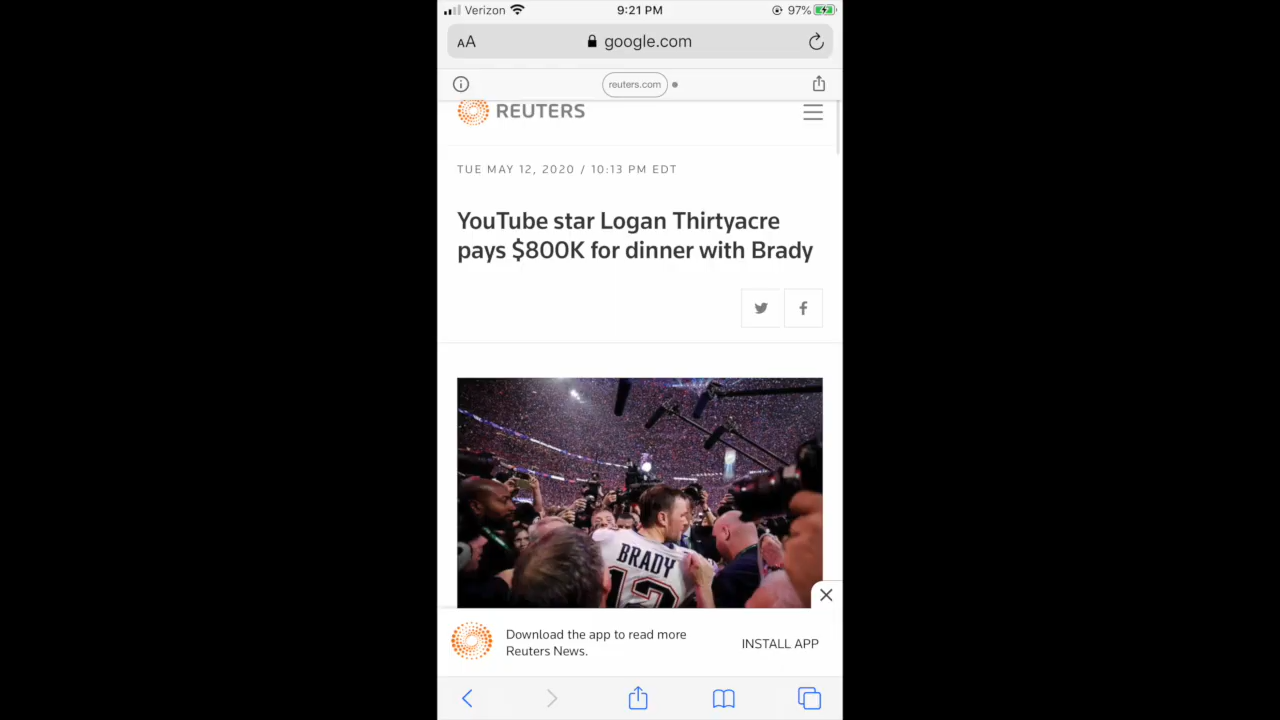 Verizon 9:21 PM 97%
AA google.com
reuters.com
REUTERS
TUE MAY 12, 2020 / 10:13 PM EDT
YouTube star Logan Thirtyacre
pays $800K for dinner with Brady
BRADY
12
Download the app to read more
Reuters News.
INSTALL APP